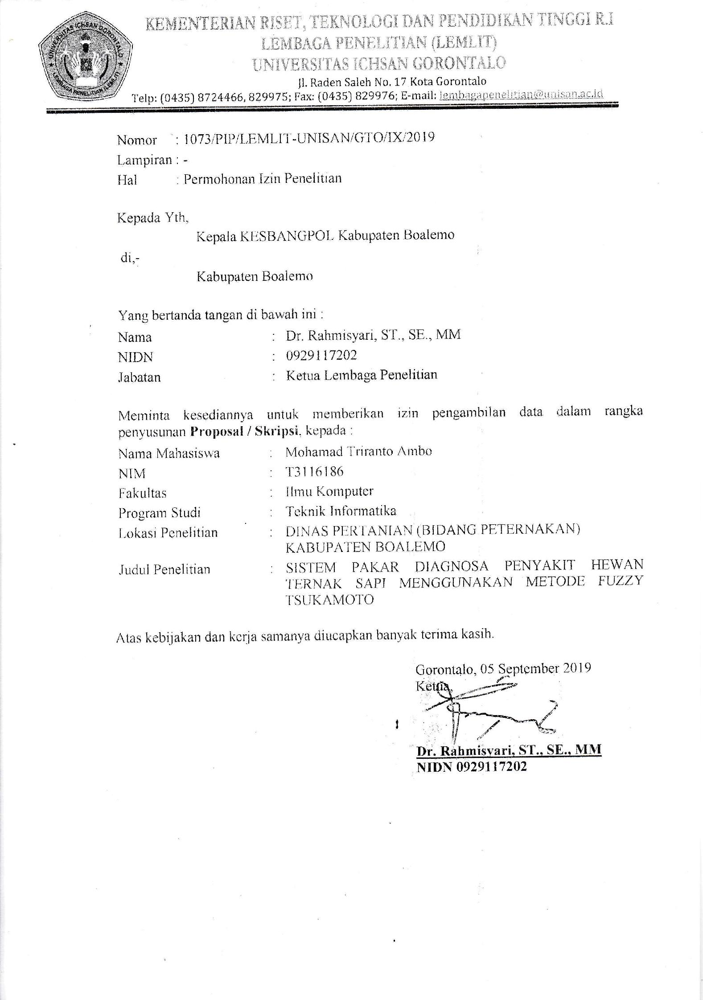 UNIVERSITAS ICHSAN GORONTALO
LEMBAGA PENELITIAN (LEMLIT)
KEMENTERIAN RISET, TEKNOLOGI DAN PENDIDIKAN TINGGI R.I
LEMBAGA PENELITIAN (LEMLIT)
UNIVERSITAS ICHSAN GORONTALO
Jl. Raden Saleh No. 17 Kota Gorontalo
Telp: (0435) 8724466, 829975; Fax: (0435) 829976; E-mail: lembagapenelitian@unisan.ac.id
Nomor : 1073/PIP/LEMLIT-UNISAN/GTO/IX/2019
Lampiran : -
Hal : Permohonan Izin Penelitian
Kepada Yth,
Kepala KESBANGPOL Kabupaten Boalemo
di,-
Kabupaten Boalemo
Yang bertanda tangan di bawah ini :
Nama : Dr. Rahmisyari, ST., SE., MM
NIDN : 0929117202
Jabatan : Ketua Lembaga Penelitian
Meminta kesediannya untuk memberikan izin pengambilan data dalam rangka
penyusunan Proposal / Skripsi, kepada :
Nama Mahasiswa : Mohamad Triranto Ambo
NIM : T3116186
Fakultas : Ilmu Komputer
Program Studi : Teknik Informatika
Lokasi Penelitian : DINAS PERTANIAN (BIDANG PETERNAKAN)
KABUPATEN BOALEMO
Judul Penelitian : SISTEM PAKAR DIAGNOSA PENYAKIT HEWAN
TERNAK SAPI MENGGUNAKAN METODE FUZZY
TSUKAMOTO
Atas kebijakan dan kerja samanya diucapkan banyak terima kasih.
Gorontalo, 05 September 2019
Ketua,
Dr. Rahmisyari, ST., SE., MM
NIDN 0929117202